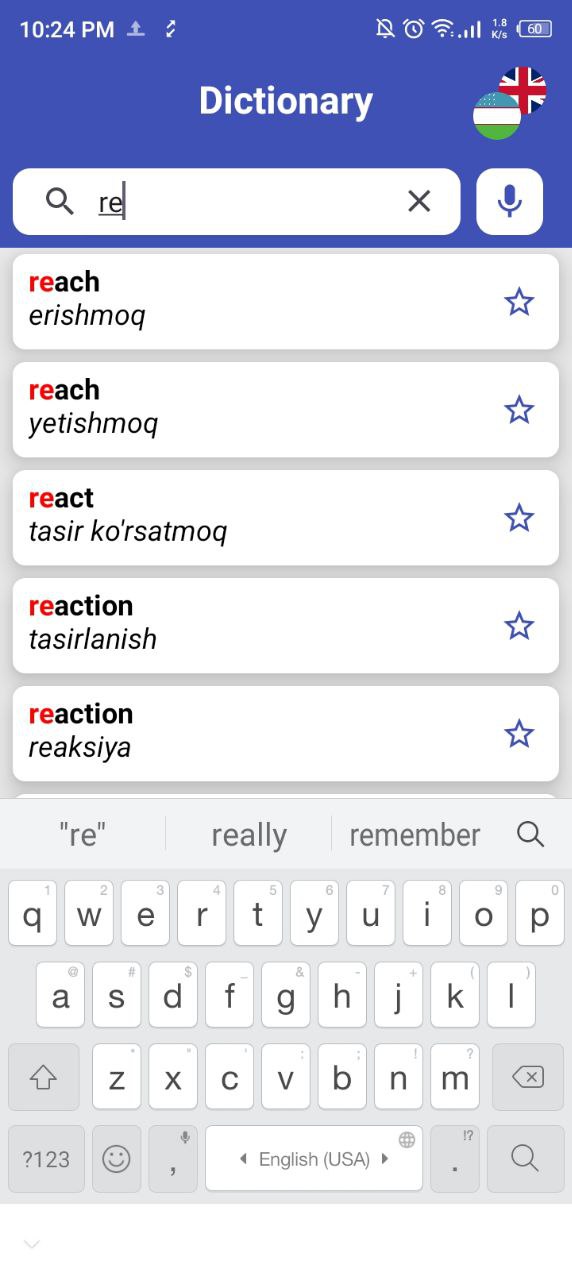 10:24 PM 1.8 K/s 60
Dictionary
re
reach
erishmoq
reach
yetishmoq
react
tasir ko'rsatmoq
reaction
tasirlanish
reaction
reaksiya
"re" really remember
1 2 3 4 5 6 7 8 9 0
q w e r t y u i o p
@ # $ _ & - + ( )
a s d f g h j k l
* " ' : ; ! ?
z x c v b n m
!?
?123 , English (USA) .